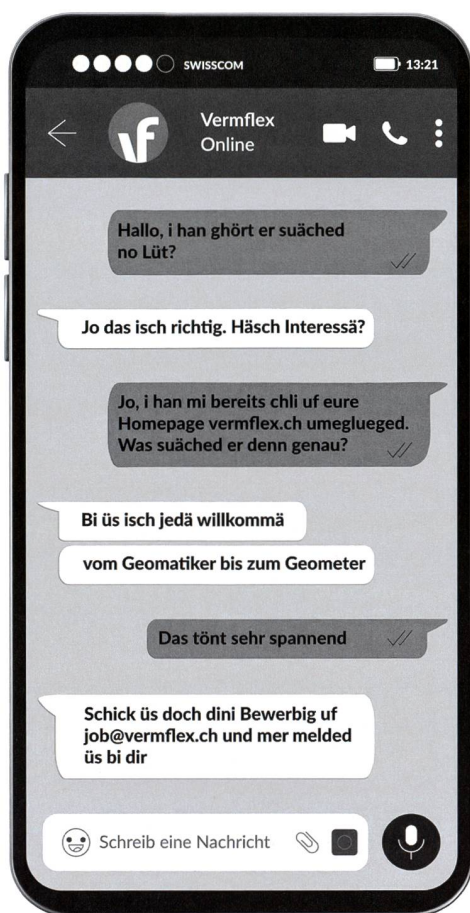 SWISSCOM 13:21
vf
Vermflex
Online
Hallo, i han ghört er suäched
no Lüt?
Jo das isch richtig. Häsch Interessä?
Jo, i han mi bereits chli uf eure
Homepage vermflex.ch umeglueged.
Was suäched er denn genau?
Bi üs isch jedä willkommä
vom Geomatiker bis zum Geometer
Das tönt sehr spannend
Schick üs doch dini Bewerbig uf
job@vermflex.ch und mer melded
üs bi dir
Schreib eine Nachricht